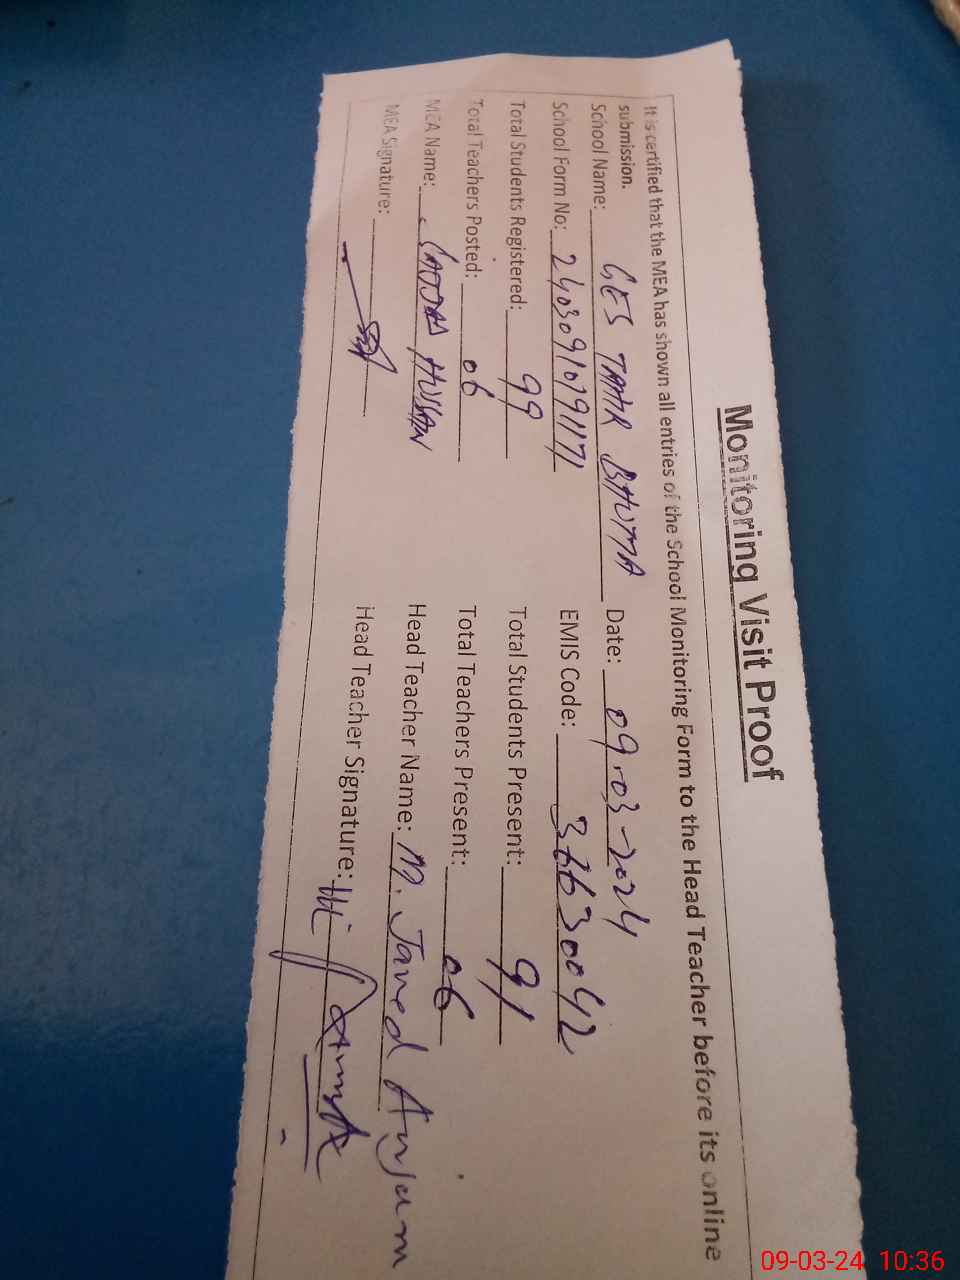 Monitoring Visit Proof
It is certified that the MEA has shown all entries of the School Monitoring Form to the Head Teacher before its online
submission.
School Name: GES TAHIR BHUTTA Date: 09-03-2024
School Form No: 240309107911171 EMIS Code: 36630042
Total Students Registered: 99 Total Students Present: 91
Total Teachers Posted: 06 Total Teachers Present: 06
MEA Name: HUSSAIN Head Teacher Name: M. Javed Anjum
MEA Signature: Head Teacher Signature:
09-03-24 10:36